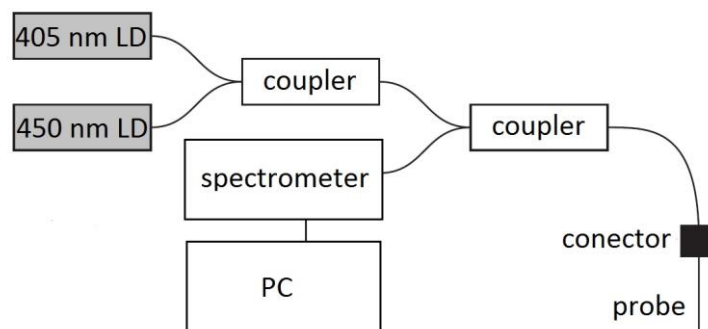 405 nm LD
coupler
450 nm LD
coupler
spectrometer
conector
PC
probe